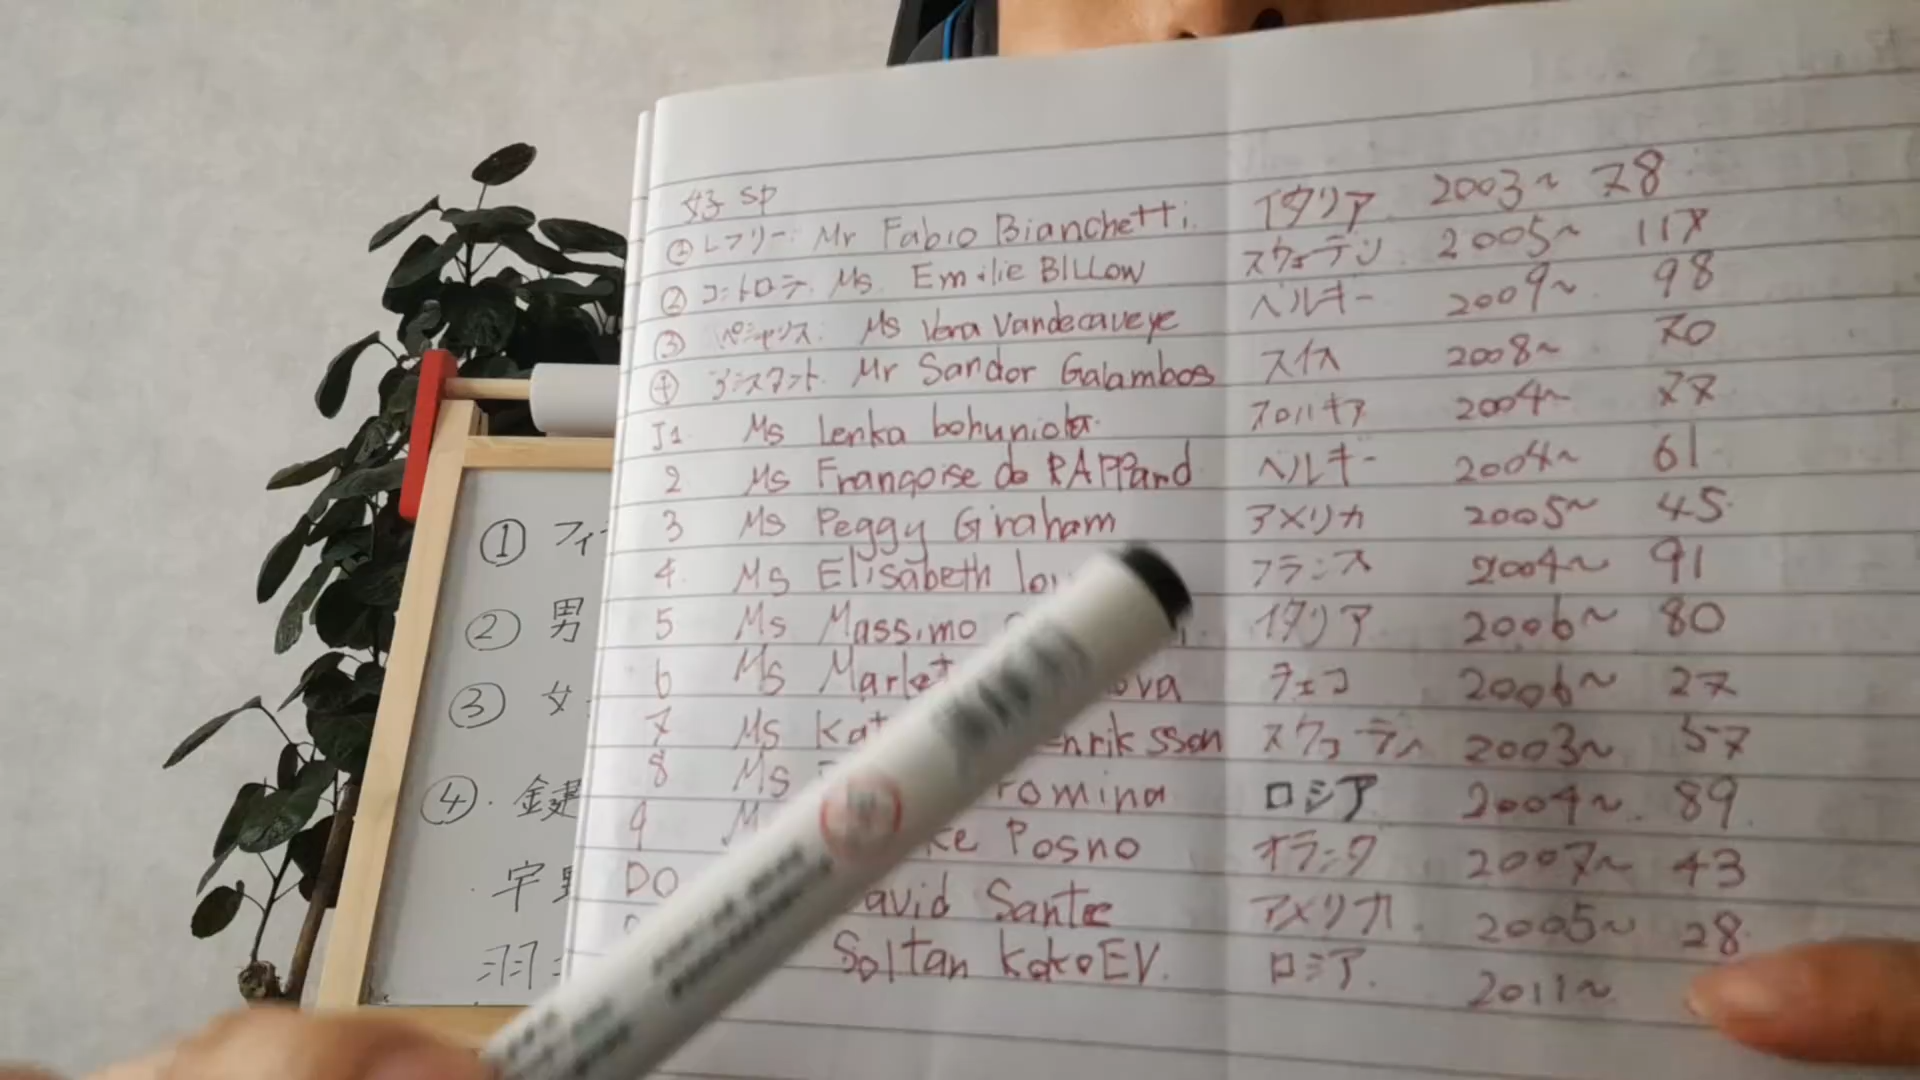 女子 SP
① レフリー: Mr Fabio Bianchetti. イタリア 2003~ 78
② コントロラ. Ms. Emilie BILLOW スウェーデン 2005~ 117
③ スペシャリス: Ms Vera Vandecaveye ベルキー 2009~ 98
④ アシスタント. Mr Sandor Galambos スイス 2008~ 70
J1. Ms Lenka bohunicka. スロバキア 2004~ 77
2 Ms Françoise de RAPPard ベルキー 2004~ 61
3 Ms Peggy Graham アメリカ 2005~ 45
4. Ms Elisabeth フランス 2004~ 91
5 Ms Massimo イタリア 2006~ 80
6 Ms Market ova チェコ 2006~ 27
7 Ms Kat enriksson スウェーデン 2003~ 57
8 Ms romina ロシア 2004~ 89
9 ke Posno オランダ 2007~ 43
DO avid Santee アメリカ. 2005~ 28
Soltan KokoEV. ロシア. 2011~
① フィ
② 男
③ 女
④. 鍵
・宇野
羽